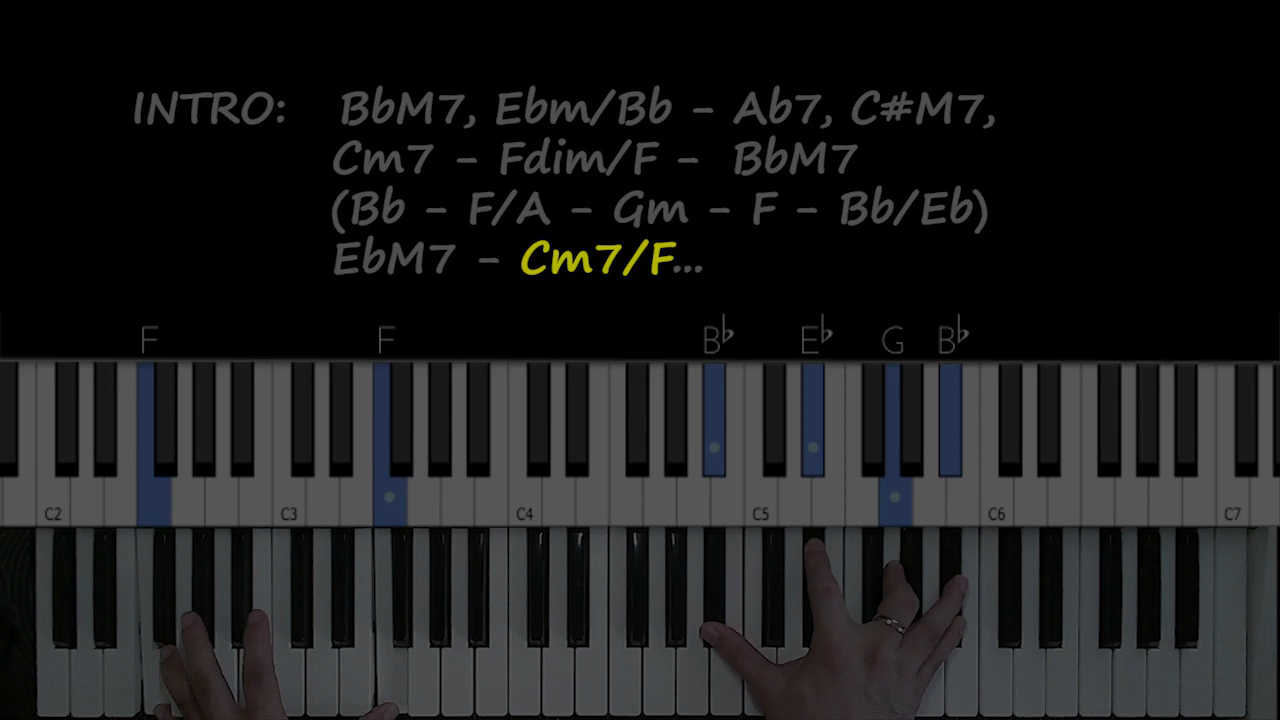 INTRO: BbM7, Ebm/Bb - Ab7, C#M7,
Cm7 - Fdim/F - BbM7
(Bb - F/A - Gm - F - Bb/Eb)
EbM7 - Cm7/F...
F F B♭ E♭ G B♭
C2 C3 C4 C5 C6 C7